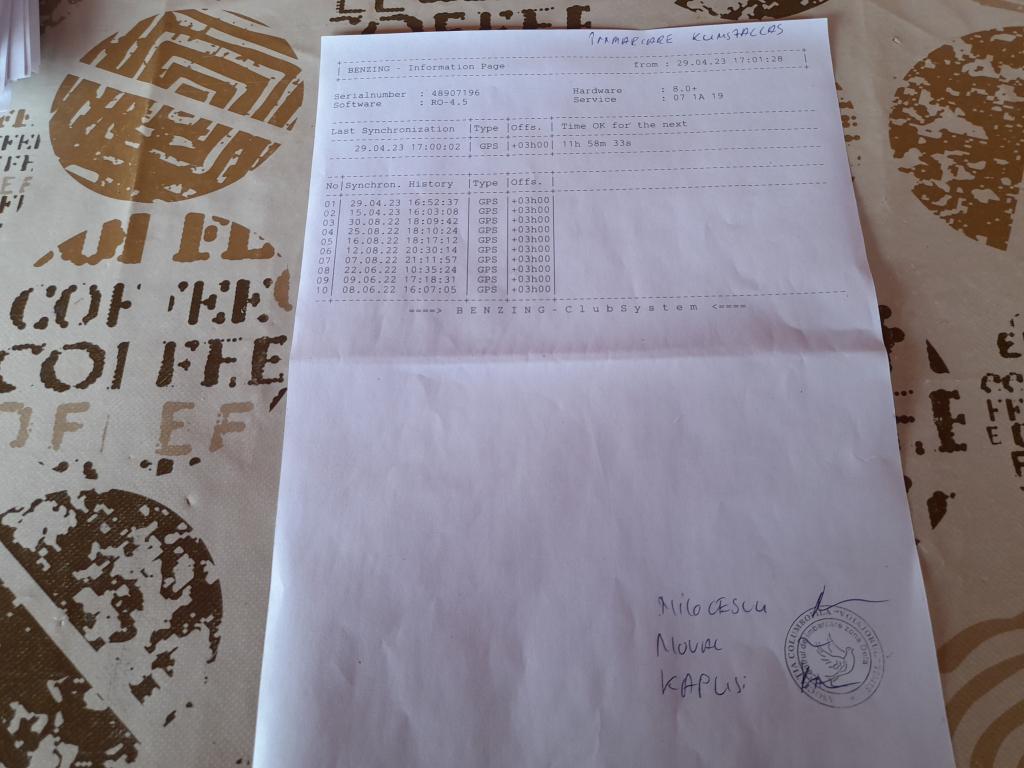 KUNSZALLAS
BENZING - Information Page from : 29.04.23 17:01:28
Serialnumber : 48907196 Hardware : 8.0+
Software : RO-4.5 Service : 07 1A 19
Last Synchronization |Type |Offs. | Time OK for the next
29.04.23 17:00:02 | GPS |+03h00| 11h 58m 33s
No|Synchron. History |Type |Offs. |
01| 29.04.23 16:52:37 | GPS |+03h00|
02| 15.04.23 16:03:08 | GPS |+03h00|
03| 30.08.22 18:09:42 | GPS |+03h00|
04| 25.08.22 18:10:24 | GPS |+03h00|
05| 16.08.22 18:17:12 | GPS |+03h00|
06| 12.08.22 20:30:14 | GPS |+03h00|
07| 07.08.22 21:11:57 | GPS |+03h00|
08| 22.06.22 10:35:24 | GPS |+03h00|
09| 09.06.22 17:18:31 | GPS |+03h00|
10| 08.06.22 16:07:05 | GPS |+03h00|
====> B E N Z I N G - C l u b S y s t e m <====
MILOCESCU
MOVAL
KAPUSI
COFFEE
COFFEE